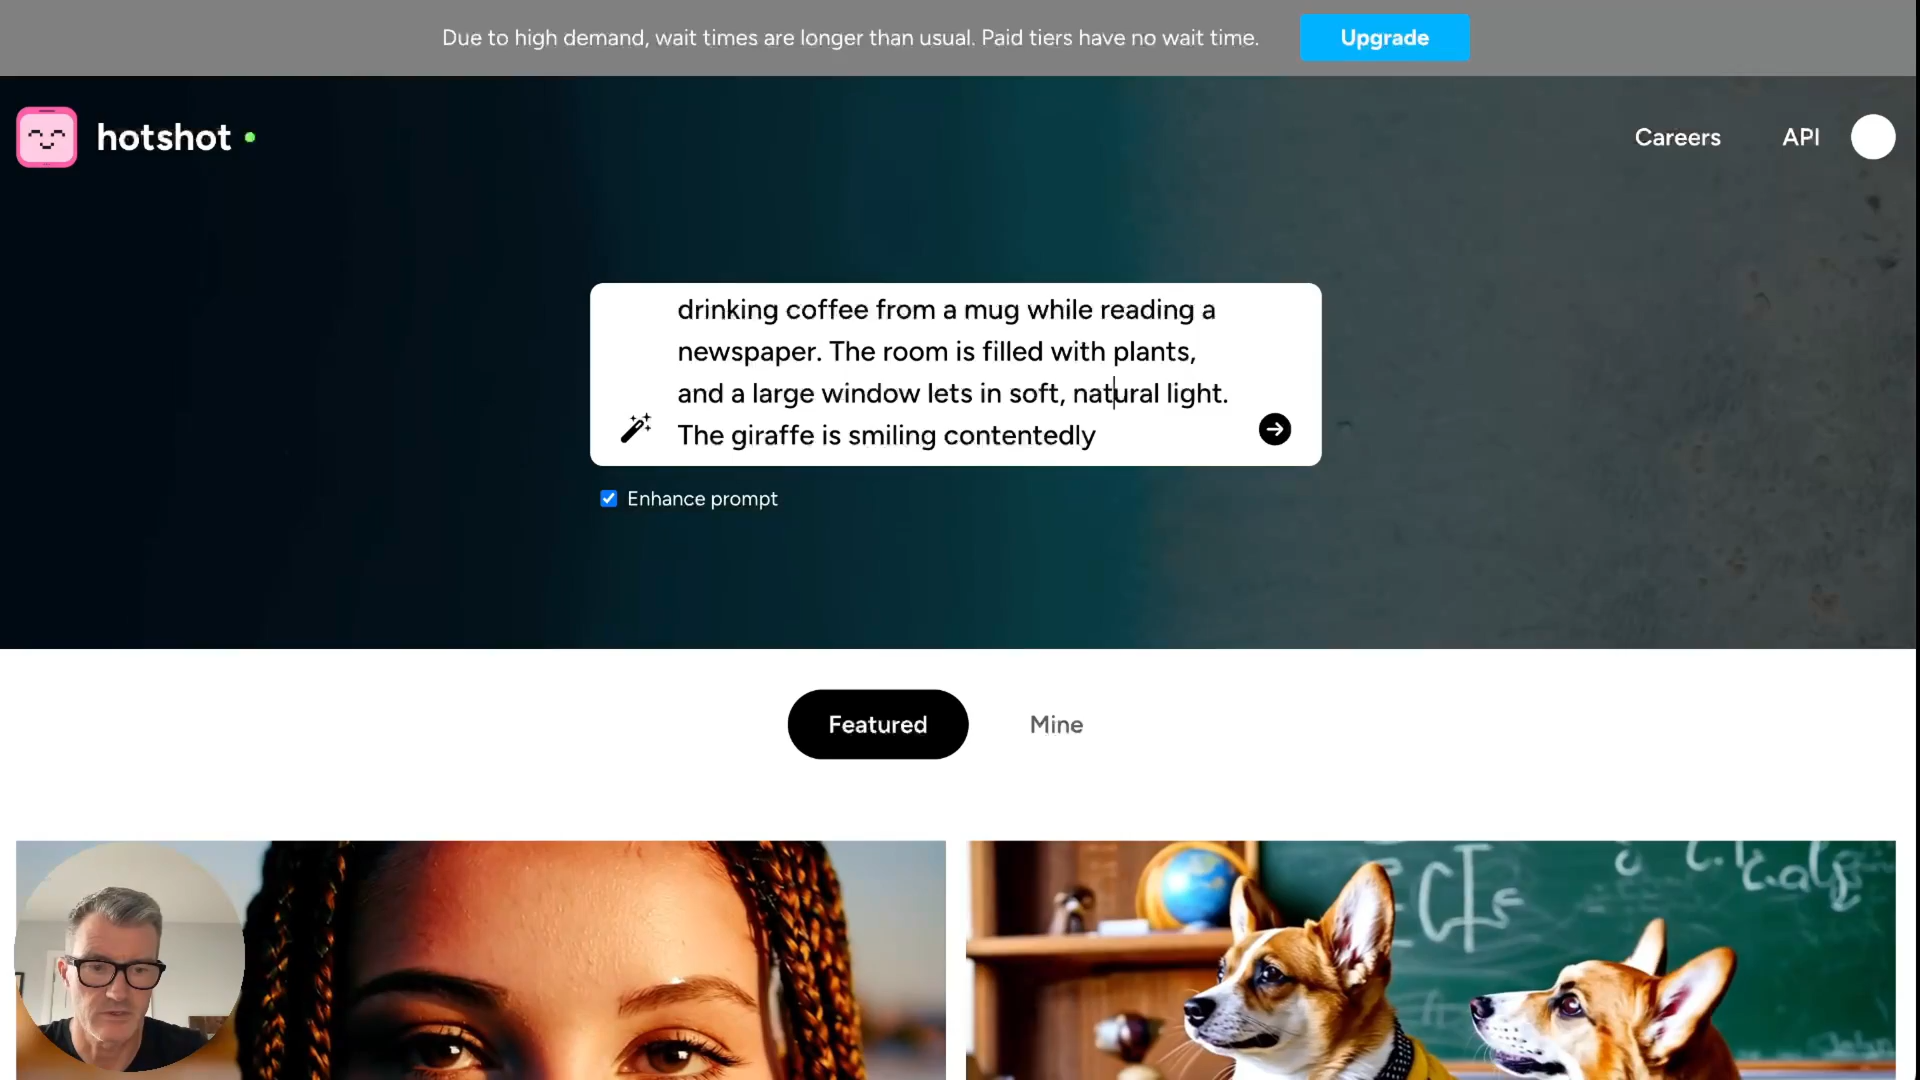 Due to high demand, wait times are longer than usual. Paid tiers have no wait time.
Upgrade
hotshot
Careers
API
drinking coffee from a mug while reading a
newspaper. The room is filled with plants,
and a large window lets in soft, natural light.
The giraffe is smiling contentedly
Enhance prompt
Featured
Mine